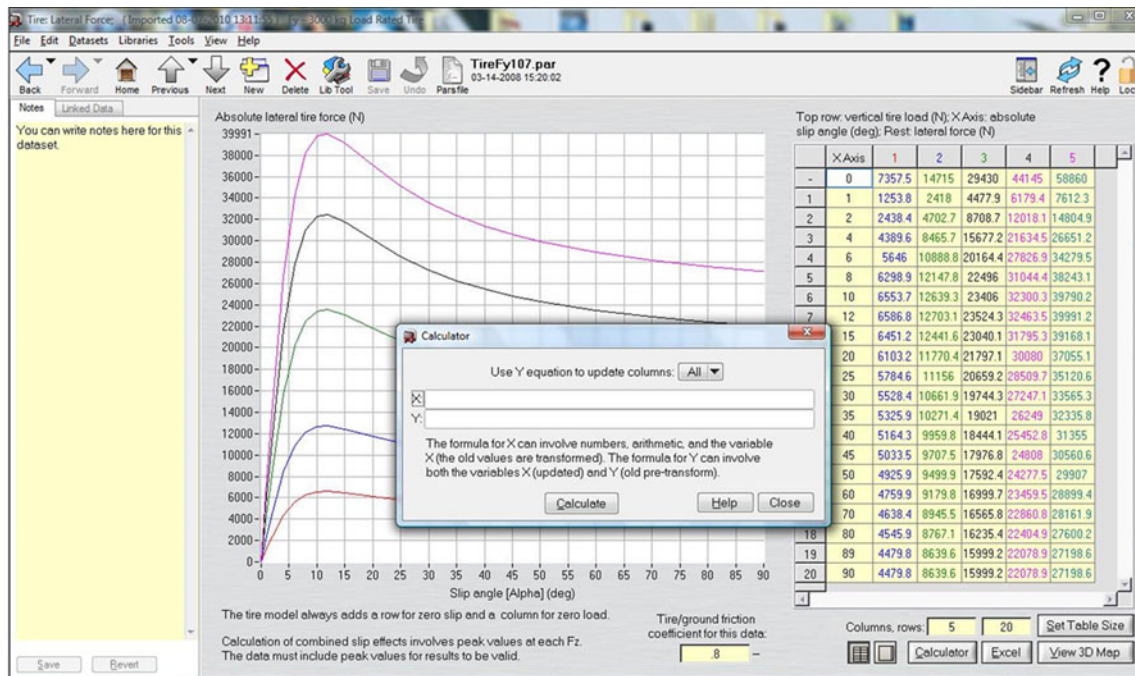 Tire: Lateral Force; { Imported 08-07-2010 13:11:55 } Fy - 3000 kg Load Rated Tire
File Edit Datasets Libraries Tools View Help
TireFy107.par
03-14-2008 15:20:02
Back Forward Home Previous Next New Delete Lib Tool Save Undo Parsfile Sidebar Refresh Help Loc
Notes Linked Data
You can write notes here for this
dataset.
Save Revert
Absolute lateral tire force (N)
39991
38000
36000
34000
32000
30000
28000
26000
24000
22000
20000
18000
16000
14000
12000
10000
8000
6000
4000
2000
0
0 5 10 15 20 25 30 35 40 45 50 55 60 65 70 75 80 85 90
Slip angle [Alpha] (deg)
The tire model always adds a row for zero slip and a column for zero load.
Calculation of combined slip effects involves peak values at each Fz.
The data must include peak values for results to be valid.
Tire/ground friction
coefficient for this data:
.8 –
Calculator
Use Y equation to update columns: All
X:
Y:
The formula for X can involve numbers, arithmetic, and the variable
X (the old values are transformed). The formula for Y can involve
both the variables X (updated) and Y (old pre-transform).
Calculate Help Close
Top row: vertical tire load (N); X Axis: absolute
slip angle (deg); Rest: lateral force (N)
X Axis 1 2 3 4 5
- 0 7357.5 14715 29430 44145 58860
1 1 1253.8 2418 4477.9 6179.4 7612.3
2 2 2438.4 4702.7 8708.7 12018.1 14804.9
3 4 4389.6 8465.7 15677.2 21634.5 26651.2
4 6 5646 10888.8 20164.4 27826.9 34279.5
5 8 6298.9 12147.8 22496 31044.4 38243.1
6 10 6553.7 12639.3 23406 32300.3 39790.2
7 12 6586.8 12703.1 23524.3 32463.5 39991.2
15 6451.2 12441.6 23040.1 31795.3 39168.1
20 6103.2 11770.4 21797.1 30080 37055.1
25 5784.6 11156 20659.2 28509.7 35120.6
30 5528.4 10661.9 19744.3 27247.1 33565.3
35 5325.9 10271.4 19021 26249 32335.8
40 5164.3 9959.8 18444.1 25452.8 31355
45 5033.5 9707.5 17976.8 24808 30560.6
50 4925.9 9499.9 17592.4 24277.5 29907
60 4759.9 9179.8 16999.7 23459.5 28899.4
70 4638.4 8945.5 16565.8 22860.8 28161.9
18 80 4545.9 8767.1 16235.4 22404.9 27600.2
19 89 4479.8 8639.6 15999.2 22078.9 27198.6
20 90 4479.8 8639.6 15999.2 22078.9 27198.6
Columns, rows: 5 20 Set Table Size
Calculator Excel View 3D Map